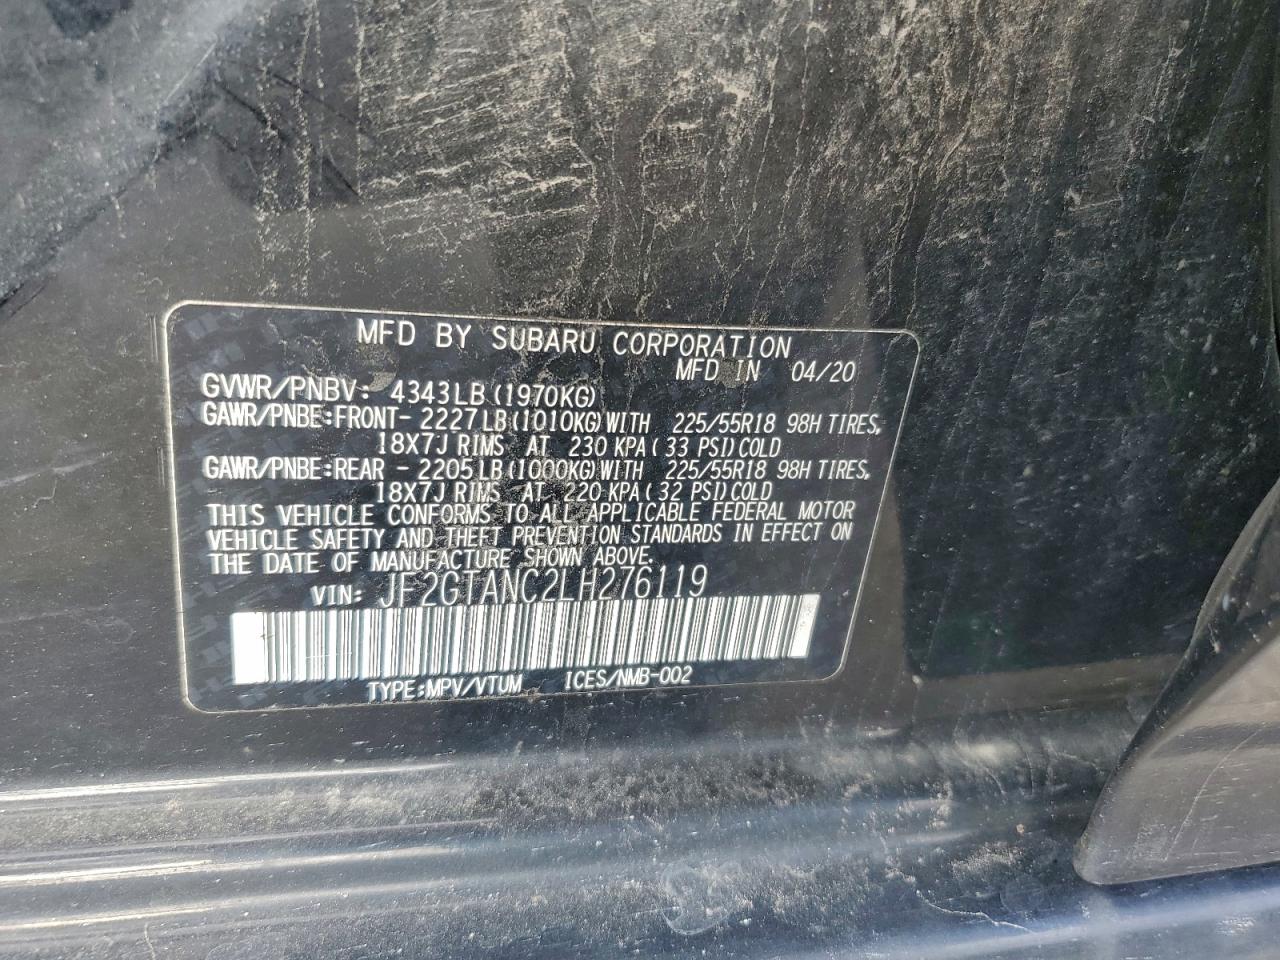 MFD BY SUBARU CORPORATION
MFD IN 04/20
GVWR/PNBV: 4343LB(1970KG)
GAWR/PNBE:FRONT- 2227LB(1010KG)WITH 225/55R18 98H TIRES,
18X7J RIMS AT 230 KPA(33 PSI)COLD
GAWR/PNBE:REAR - 2205LB(1000KG)WITH 225/55R18 98H TIRES,
18X7J RIMS AT 220 KPA(32 PSI)COLD
THIS VEHICLE CONFORMS TO ALL APPLICABLE FEDERAL MOTOR
VEHICLE SAFETY AND THEFT PREVENTION STANDARDS IN EFFECT ON
THE DATE OF MANUFACTURE SHOWN ABOVE.
VIN: JF2GTANC2LH276119
TYPE:MPV/VTUM ICES/NMB-002